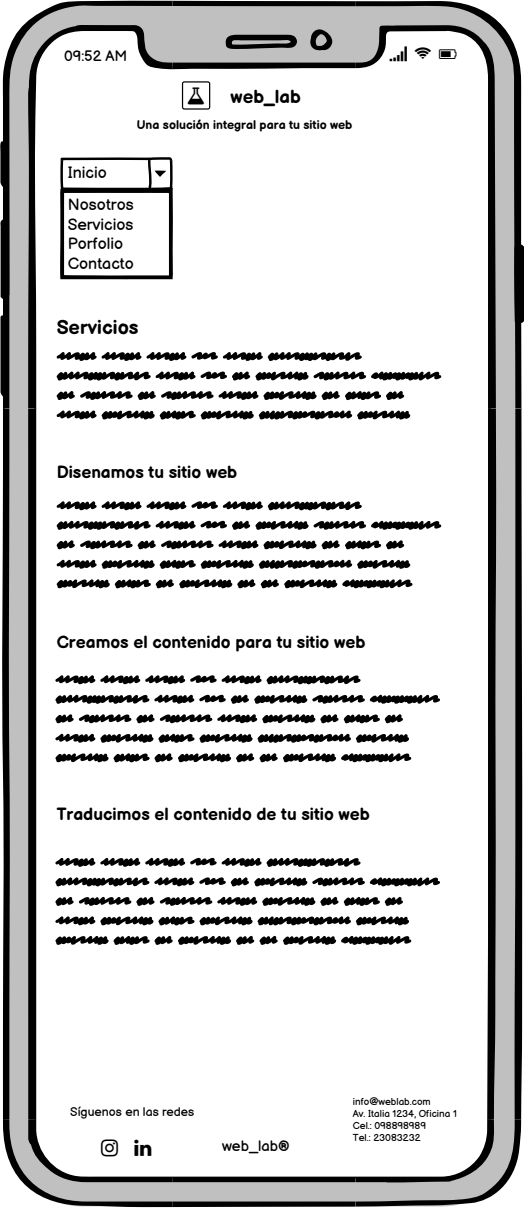 09:52 AM
web_lab
Una solución integral para tu sitio web
Inicio
Nosotros
Servicios
Porfolio
Contacto
Servicios
Disenamos tu sitio web
Creamos el contenido para tu sitio web
Traducimos el contenido de tu sitio web
Síguenos en las redes
in
web_lab®
info@weblab.com
Av. Italia 1234, Oficina 1
Cel.: 098898989
Tel.: 23083232